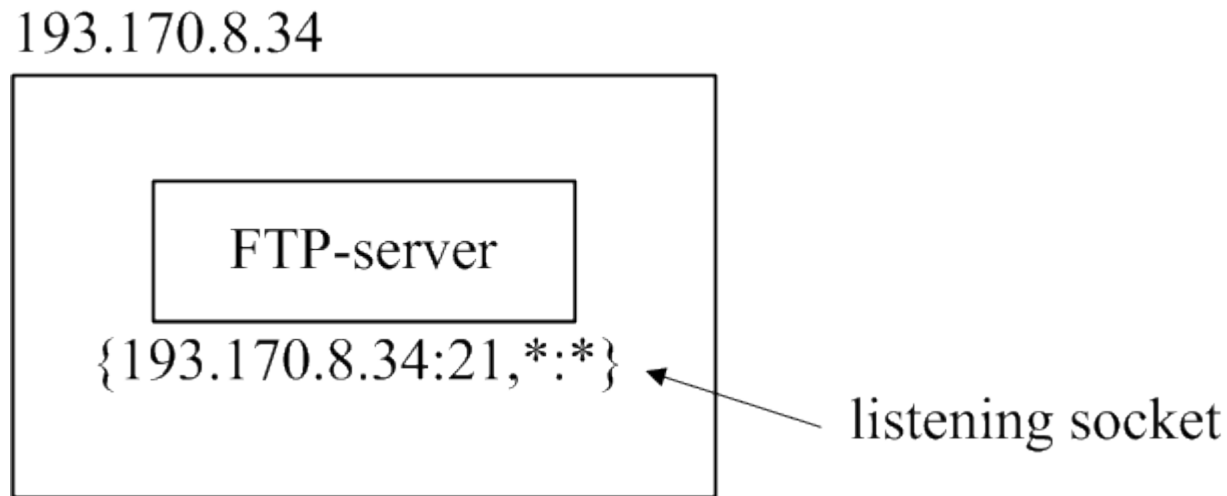 193.170.8.34
FTP-server
{193.170.8.34:21,*:*}
listening socket